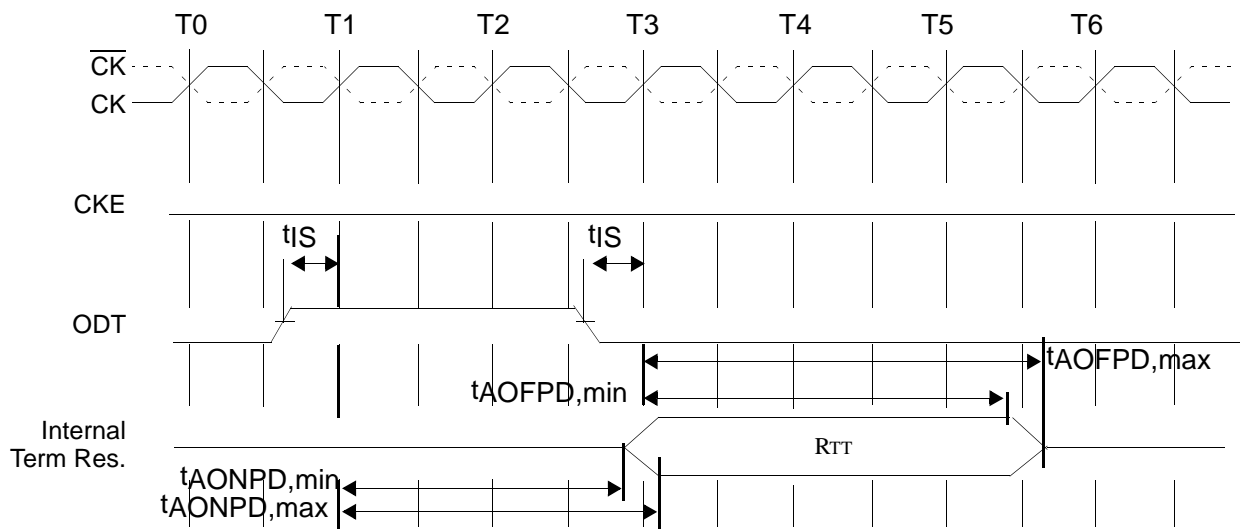 T0 T1 T2 T3 T4 T5 T6
CK
CK
CKE
tIS tIS
ODT
tAOFPD,max
tAOFPD,min
Internal
Term Res.
RTT
tAONPD,min
tAONPD,max